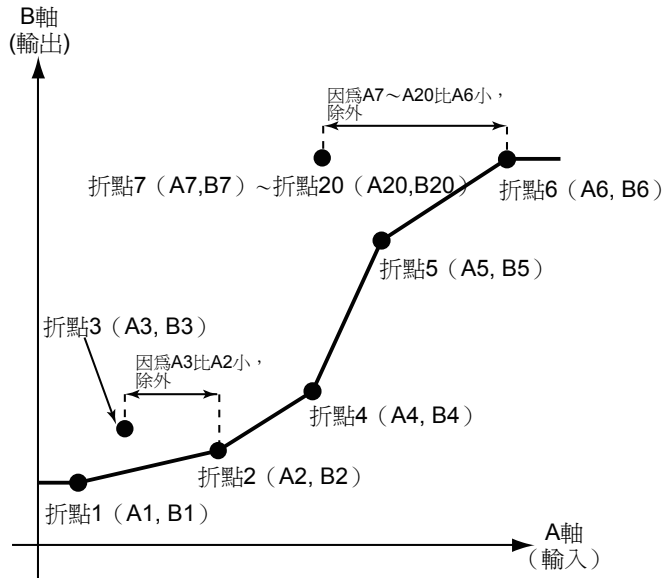 B軸
(輸出)
因爲A7～A20比A6小，
除外
折點7（A7,B7）～折點20（A20,B20）
折點6（A6, B6）
折點5（A5, B5）
折點3（A3, B3）
因爲A3比A2小，
除外
折點4（A4, B4）
折點2（A2, B2）
折點1（A1, B1）
A軸
（輸入）